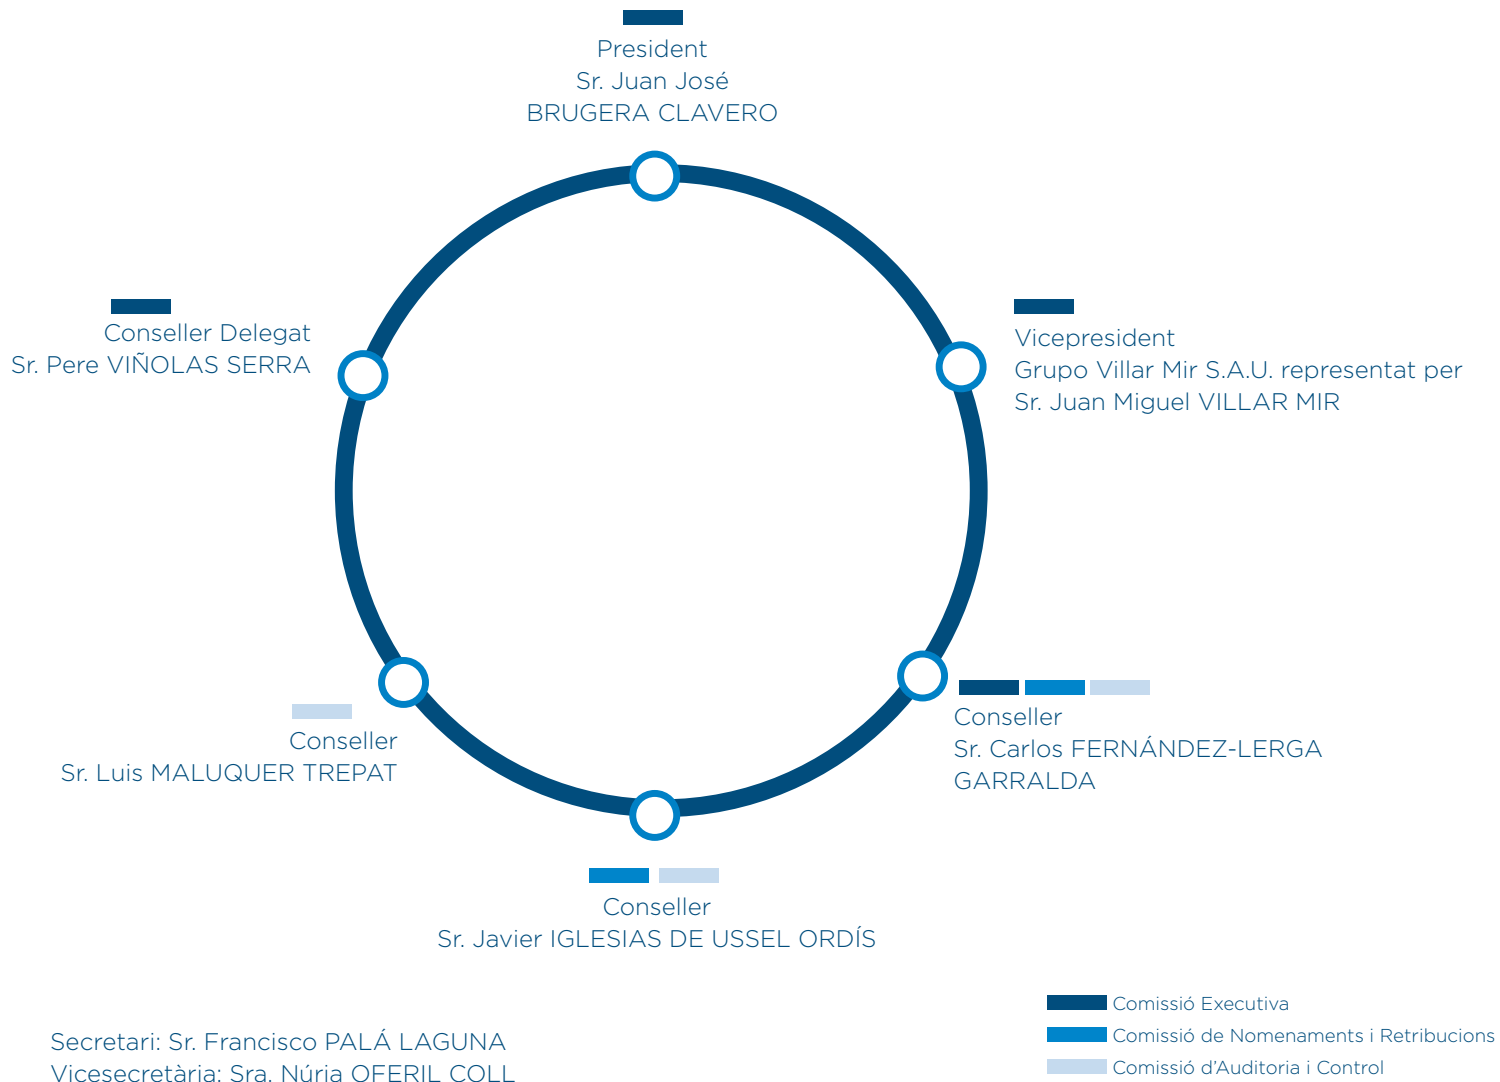 President
Sr. Juan José
BRUGERA CLAVERO
Conseller Delegat
Sr. Pere VIÑOLAS SERRA
Vicepresident
Grupo Villar Mir S.A.U. representat per
Sr. Juan Miguel VILLAR MIR
Conseller
Sr. Carlos FERNÁNDEZ-LERGA
GARRALDA
Conseller
Sr. Luis MALUQUER TREPAT
Conseller
Sr. Javier IGLESIAS DE USSEL ORDÍS
Secretari: Sr. Francisco PALÁ LAGUNA
Vicesecretària: Sra. Núria OFERIL COLL
Comissió Executiva
Comissió de Nomenaments i Retribucions
Comissió d’Auditoria i Control